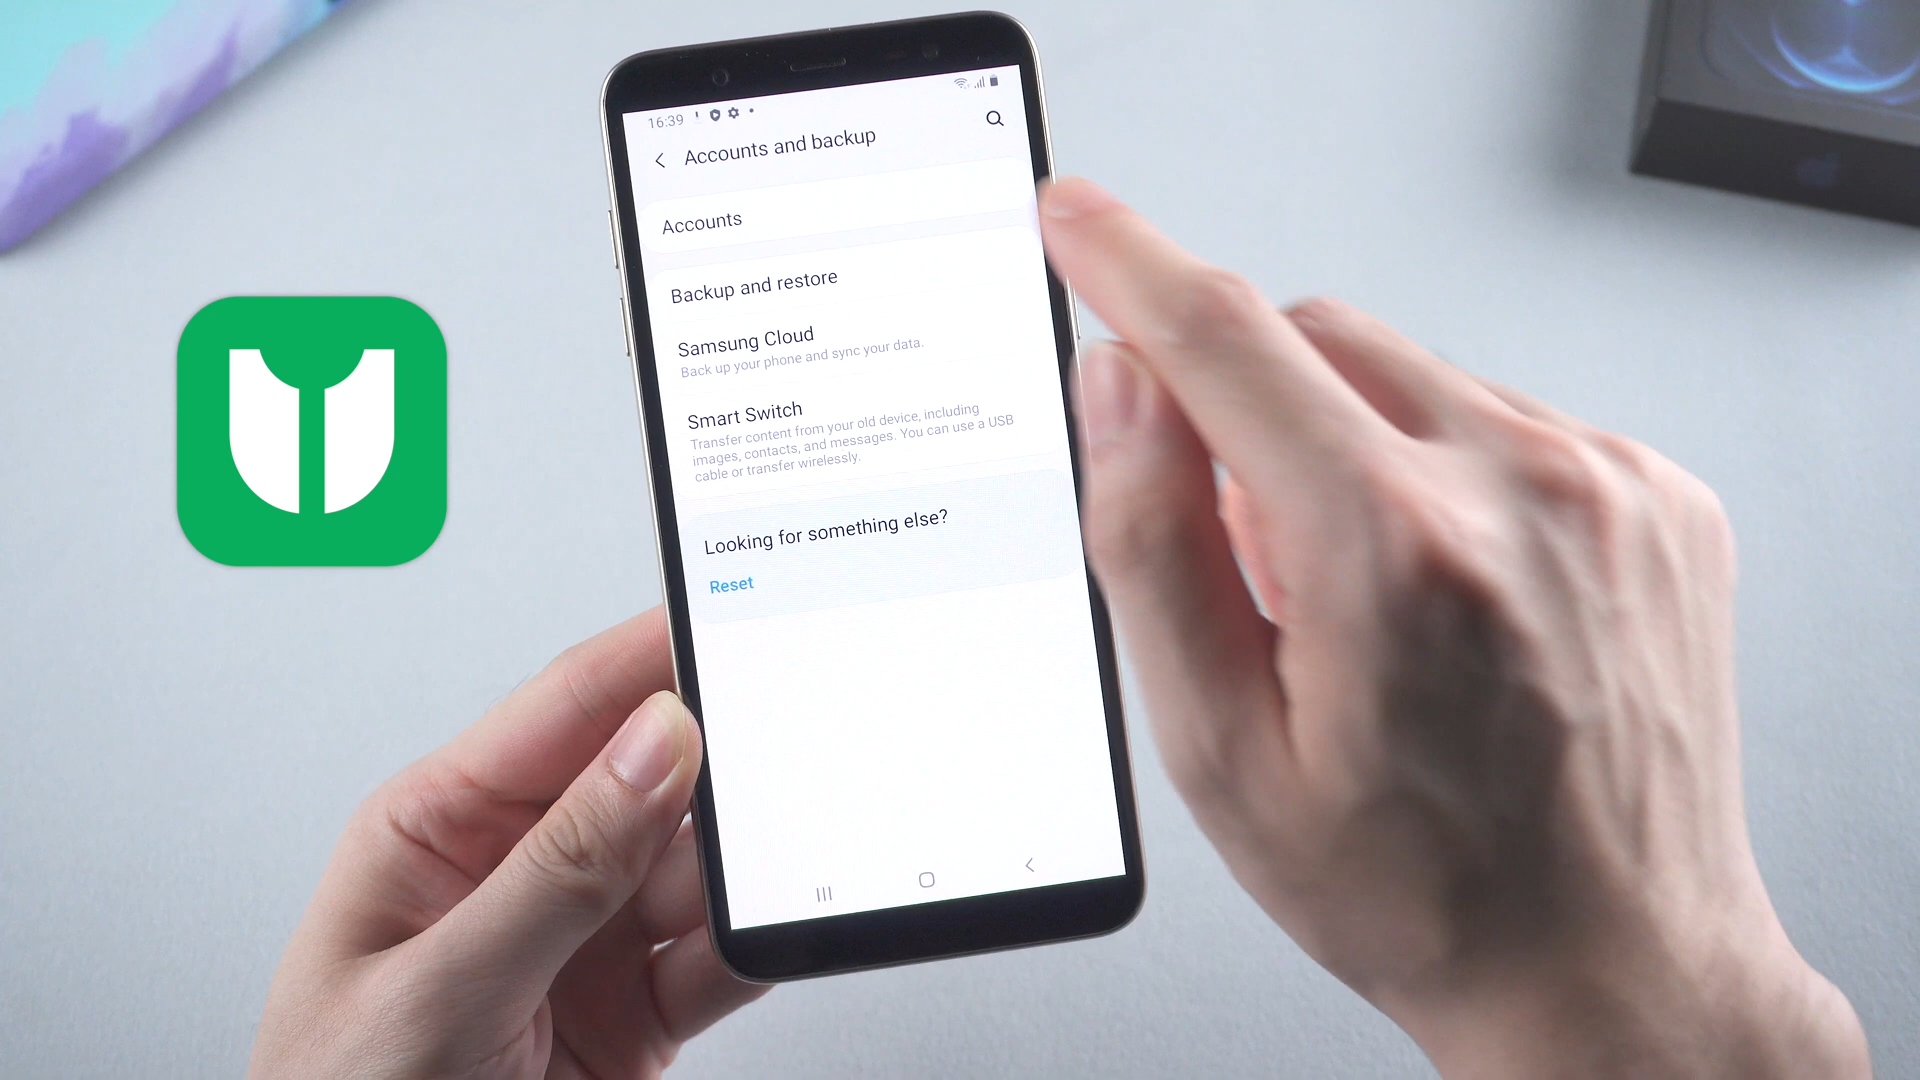 16:39
Accounts and backup
Accounts
Backup and restore
Samsung Cloud
Back up your phone and sync your data.
Smart Switch
Transfer content from your old device, including
images, contacts, and messages. You can use a USB
cable or transfer wirelessly.
Looking for something else?
Reset